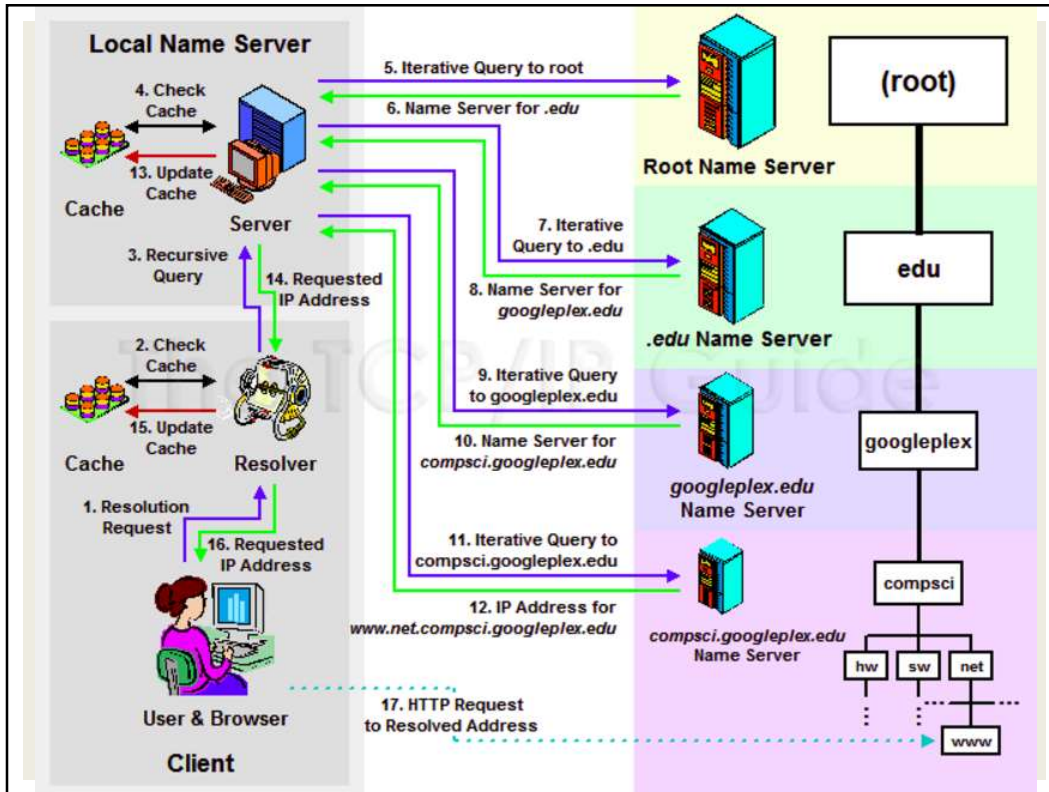 Local Name Server
4. Check
Cache
13. Update
Cache
Cache
Server
3. Recursive
Query
14. Requested
IP Address
2. Check
Cache
15. Update
Cache
Cache
Resolver
1. Resolution
Request
16. Requested
IP Address
User & Browser
Client
5. Iterative Query to root
6. Name Server for .edu
7. Iterative
Query to .edu
8. Name Server for
googleplex.edu
9. Iterative Query
to googleplex.edu
10. Name Server for
compsci.googleplex.edu
11. Iterative Query to
compsci.googleplex.edu
12. IP Address for
www.net.compsci.googleplex.edu
17. HTTP Request
to Resolved Address
Root Name Server
.edu Name Server
googleplex.edu
Name Server
compsci.googleplex.edu
Name Server
(root)
edu
googleplex
compsci
hw
sw
net
www
The TCP/IP Guide